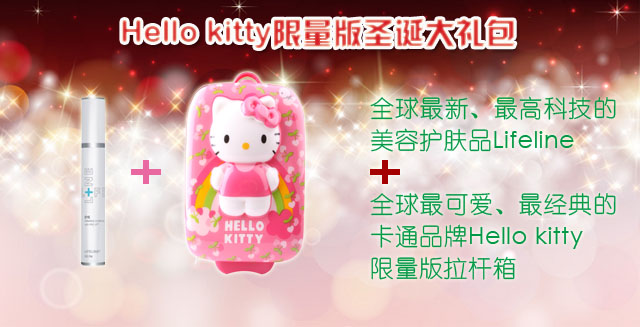 Hello kitty限量版圣诞大礼包
全球最新、最高科技的
美容护肤品Lifeline
+
全球最可爱、最经典的
卡通品牌Hello kitty
限量版拉杆箱
+
HELLO
KITTY